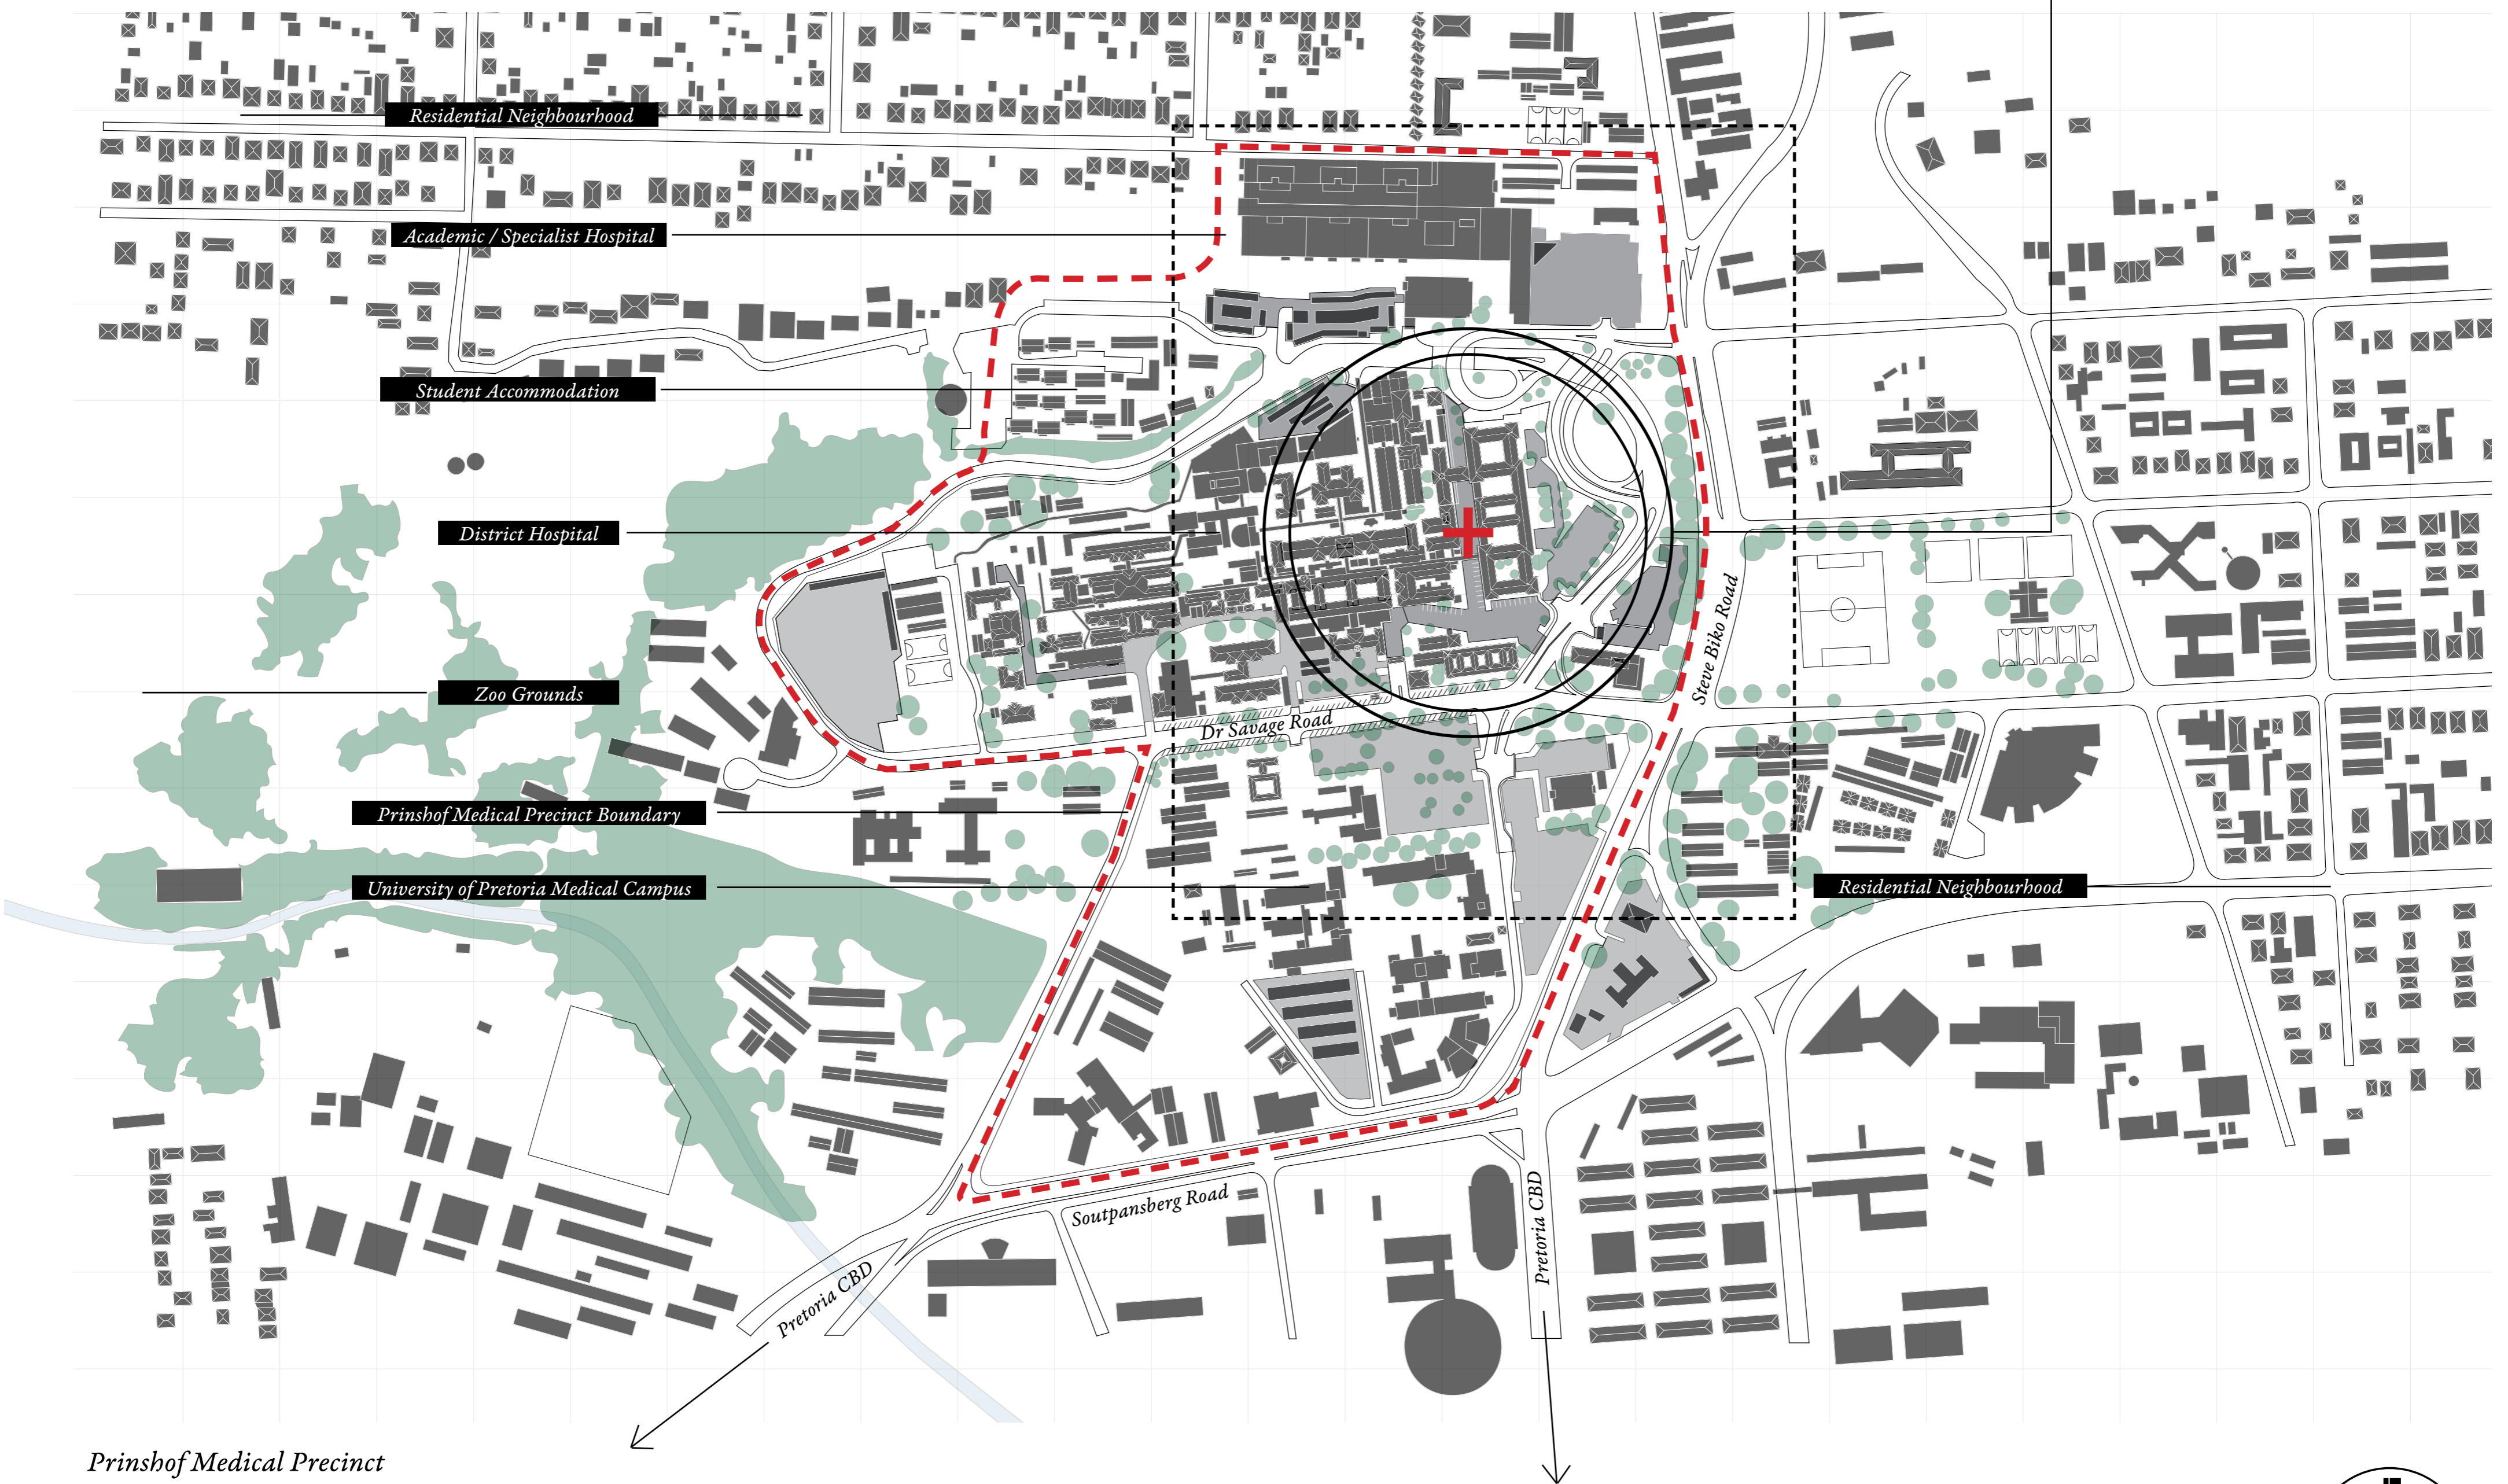 Residential Neighbourhood
Academic / Specialist Hospital
Student Accommodation
District Hospital
Steve Biko Road
Zoo Grounds
Dr Savage Road
Prinshof Medical Precinct Boundary
University of Pretoria Medical Campus
Residential Neighbourhood
Soutpansberg Road
Pretoria CBD
Pretoria CBD
Prinshof Medical Precinct